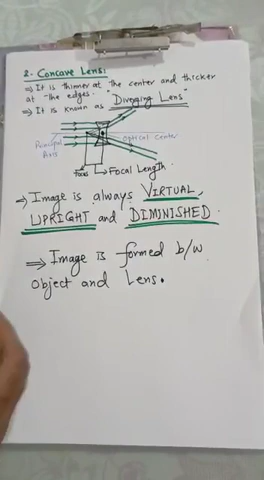 2- Concave Lens:
⇒ It is thinner at the center and thicker
at the edges.
⇒ It is known as "Diverging Lens"
Optical Center
Principal
Axis
Focus
Focal Length
⇒ Image is always VIRTUAL,
UPRIGHT and DIMINISHED.
⇒ Image is formed b/w
object and Lens.